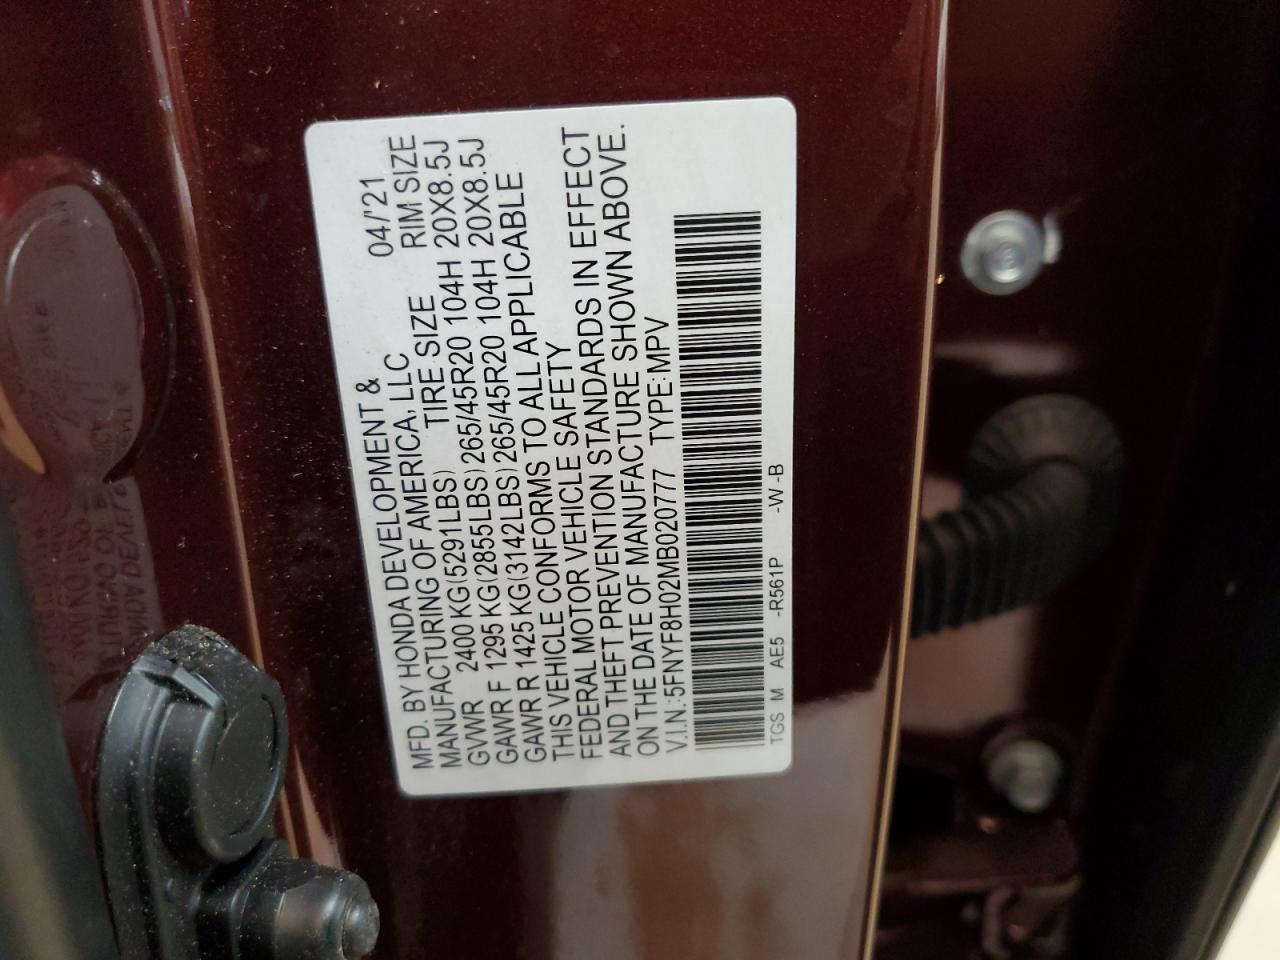 MFD. BY HONDA DEVELOPMENT & 04/'21
MANUFACTURING OF AMERICA, LLC
GVWR 2400 KG(5291LBS) TIRE SIZE RIM SIZE
GAWR F 1295 KG(2855LBS) 265/45R20 104H 20X8.5J
GAWR R 1425 KG(3142LBS) 265/45R20 104H 20X8.5J
THIS VEHICLE CONFORMS TO ALL APPLICABLE
FEDERAL MOTOR VEHICLE SAFETY
AND THEFT PREVENTION STANDARDS IN EFFECT
ON THE DATE OF MANUFACTURE SHOWN ABOVE.
V.I.N.:5FNYF8H02MB020777 TYPE:MPV
TGS M AE5 -R561P -W -B